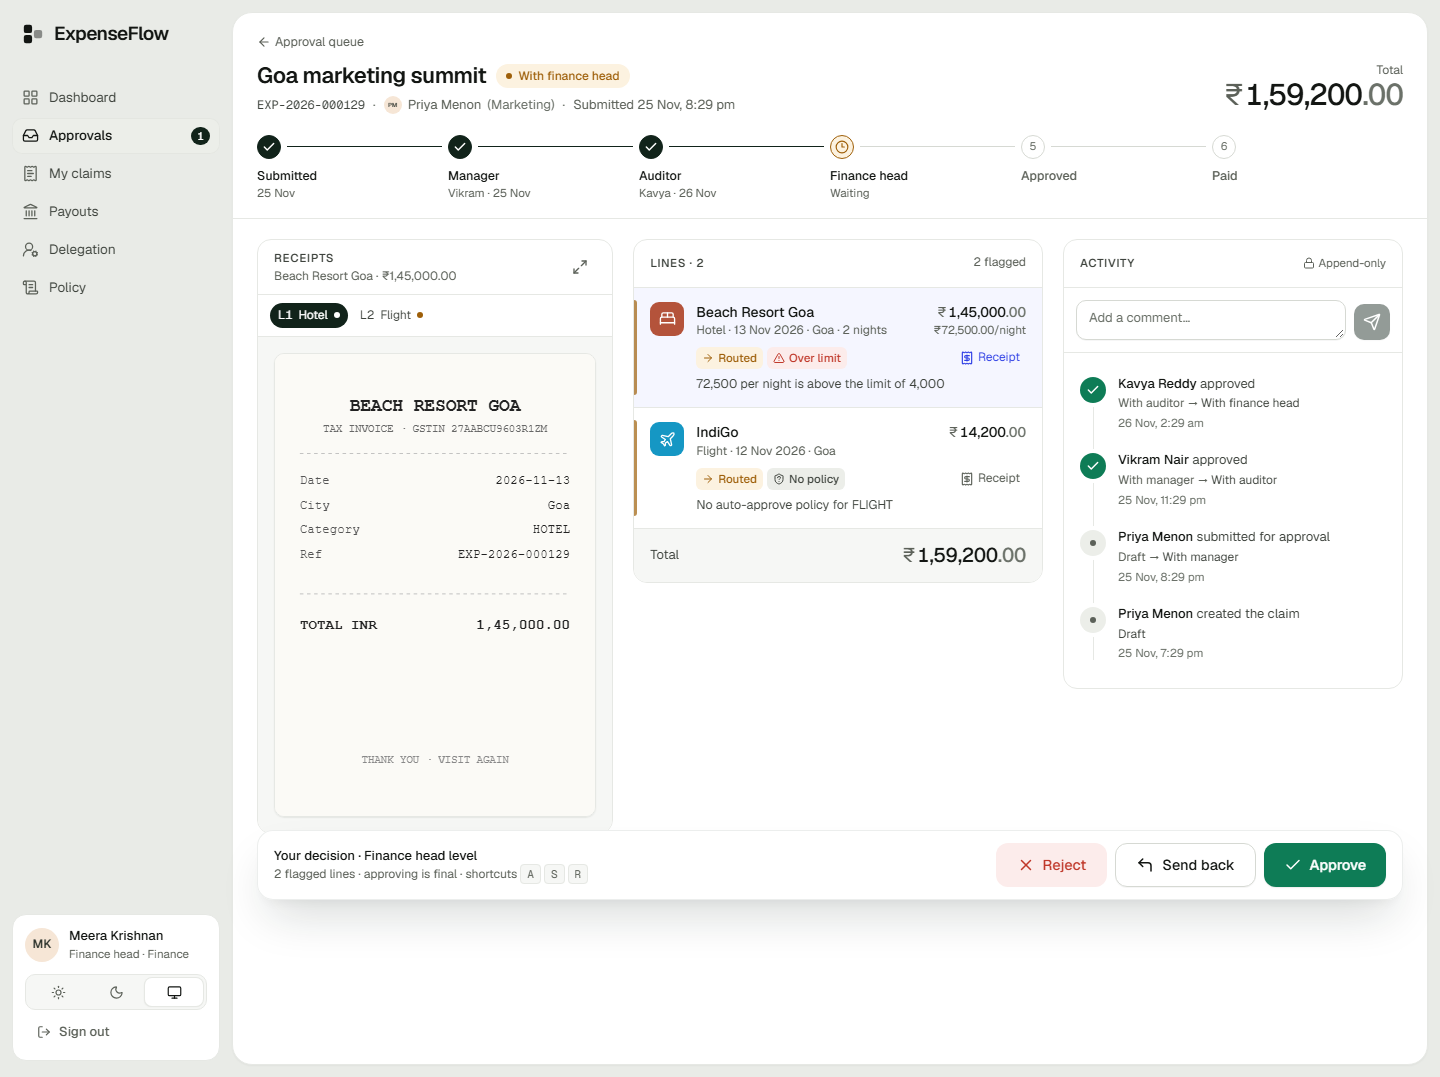 ExpenseFlow
Dashboard
Approvals 1
My claims
Payouts
Delegation
Policy
MK
Meera Krishnan
Finance head · Finance
Sign out
Approval queue
Goa marketing summit
With finance head
EXP-2026-000129 · PM Priya Menon (Marketing) · Submitted 25 Nov, 8:29 pm
Total
₹1,59,200.00
Submitted
25 Nov
Manager
Vikram · 25 Nov
Auditor
Kavya · 26 Nov
Finance head
Waiting
5
Approved
6
Paid
RECEIPTS
Beach Resort Goa · ₹1,45,000.00
L1 Hotel
L2 Flight
BEACH RESORT GOA
TAX INVOICE · GSTIN 27AABCU9603R1ZM
Date 2026-11-13
City Goa
Category HOTEL
Ref EXP-2026-000129
TOTAL INR 1,45,000.00
THANK YOU · VISIT AGAIN
LINES · 2
2 flagged
Beach Resort Goa ₹1,45,000.00
Hotel · 13 Nov 2026 · Goa · 2 nights ₹72,500.00/night
Routed Over limit Receipt
72,500 per night is above the limit of 4,000
IndiGo ₹14,200.00
Flight · 12 Nov 2026 · Goa
Routed No policy Receipt
No auto-approve policy for FLIGHT
Total ₹1,59,200.00
ACTIVITY
Append-only
Add a comment…
Kavya Reddy approved
With auditor → With finance head
26 Nov, 2:29 am
Vikram Nair approved
With manager → With auditor
25 Nov, 11:29 pm
Priya Menon submitted for approval
Draft → With manager
25 Nov, 8:29 pm
Priya Menon created the claim
Draft
25 Nov, 7:29 pm
Your decision · Finance head level
2 flagged lines · approving is final · shortcuts A S R
Reject
Send back
Approve